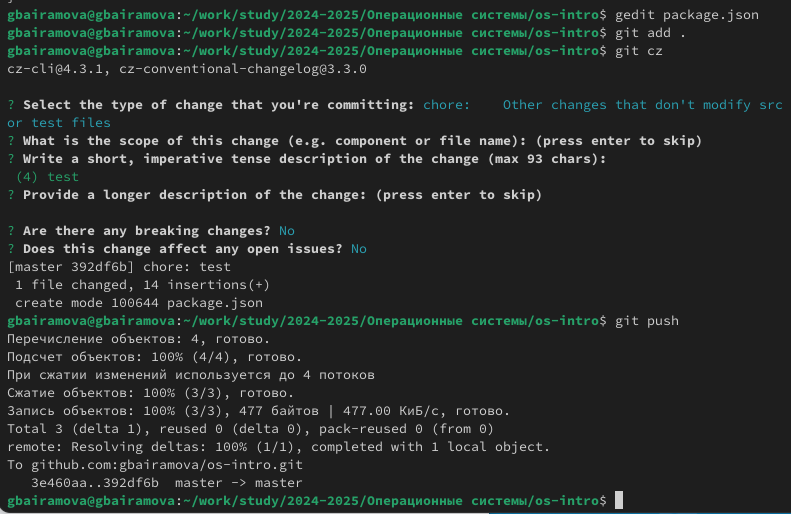 gbairamova@gbairamova:~/work/study/2024-2025/Операционные системы/os-intro$ gedit package.json
gbairamova@gbairamova:~/work/study/2024-2025/Операционные системы/os-intro$ git add .
gbairamova@gbairamova:~/work/study/2024-2025/Операционные системы/os-intro$ git cz
cz-cli@4.3.1, cz-conventional-changelog@3.3.0
? Select the type of change that you're committing: chore:    Other changes that don't modify src
or test files
? What is the scope of this change (e.g. component or file name): (press enter to skip)
? Write a short, imperative tense description of the change (max 93 chars):
 (4) test
? Provide a longer description of the change: (press enter to skip)
? Are there any breaking changes? No
? Does this change affect any open issues? No
[master 392df6b] chore: test
 1 file changed, 14 insertions(+)
 create mode 100644 package.json
gbairamova@gbairamova:~/work/study/2024-2025/Операционные системы/os-intro$ git push
Перечисление объектов: 4, готово.
Подсчет объектов: 100% (4/4), готово.
При сжатии изменений используется до 4 потоков
Сжатие объектов: 100% (3/3), готово.
Запись объектов: 100% (3/3), 477 байтов | 477.00 КиБ/с, готово.
Total 3 (delta 1), reused 0 (delta 0), pack-reused 0 (from 0)
remote: Resolving deltas: 100% (1/1), completed with 1 local object.
To github.com:gbairamova/os-intro.git
   3e460aa..392df6b  master -> master
gbairamova@gbairamova:~/work/study/2024-2025/Операционные системы/os-intro$